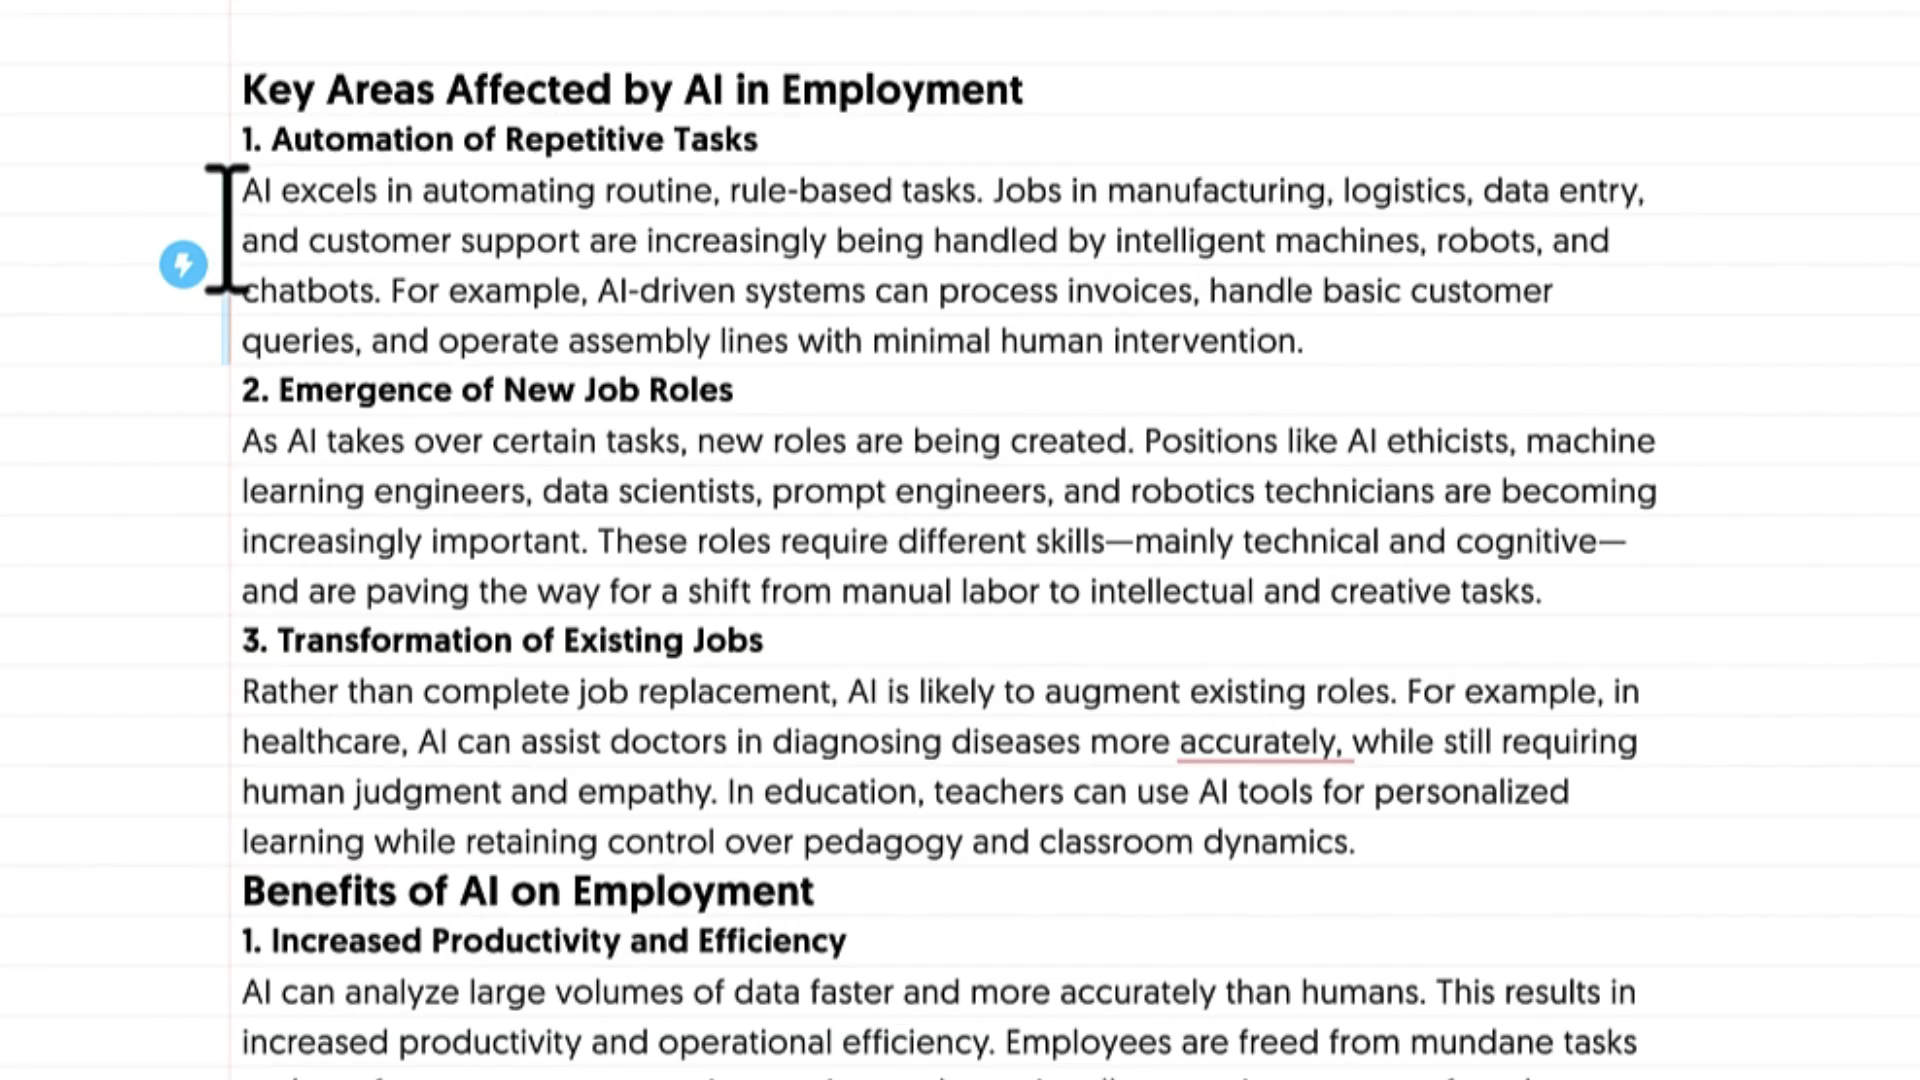 Key Areas Affected by AI in Employment
1. Automation of Repetitive Tasks
AI excels in automating routine, rule-based tasks. Jobs in manufacturing, logistics, data entry,
and customer support are increasingly being handled by intelligent machines, robots, and
chatbots. For example, AI-driven systems can process invoices, handle basic customer
queries, and operate assembly lines with minimal human intervention.
2. Emergence of New Job Roles
As AI takes over certain tasks, new roles are being created. Positions like AI ethicists, machine
learning engineers, data scientists, prompt engineers, and robotics technicians are becoming
increasingly important. These roles require different skills—mainly technical and cognitive—
and are paving the way for a shift from manual labor to intellectual and creative tasks.
3. Transformation of Existing Jobs
Rather than complete job replacement, AI is likely to augment existing roles. For example, in
healthcare, AI can assist doctors in diagnosing diseases more accurately, while still requiring
human judgment and empathy. In education, teachers can use AI tools for personalized
learning while retaining control over pedagogy and classroom dynamics.
Benefits of AI on Employment
1. Increased Productivity and Efficiency
AI can analyze large volumes of data faster and more accurately than humans. This results in
increased productivity and operational efficiency. Employees are freed from mundane tasks